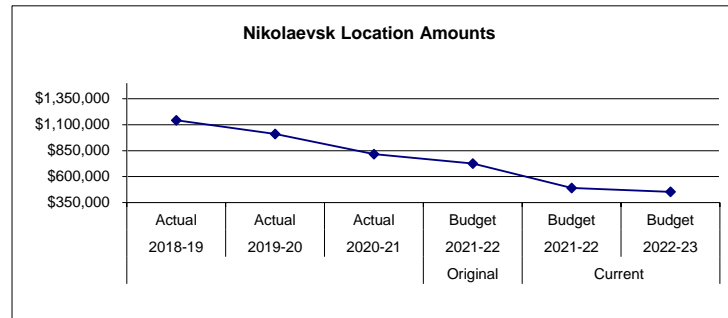 Nikolaevsk Location Amounts
$1,350,000
$1,100,000
$850,000
$600,000
$350,000
Actual Actual Actual Budget Budget Budget
2018-19 2019-20 2020-21 2021-22 2021-22 2022-23
Original Current